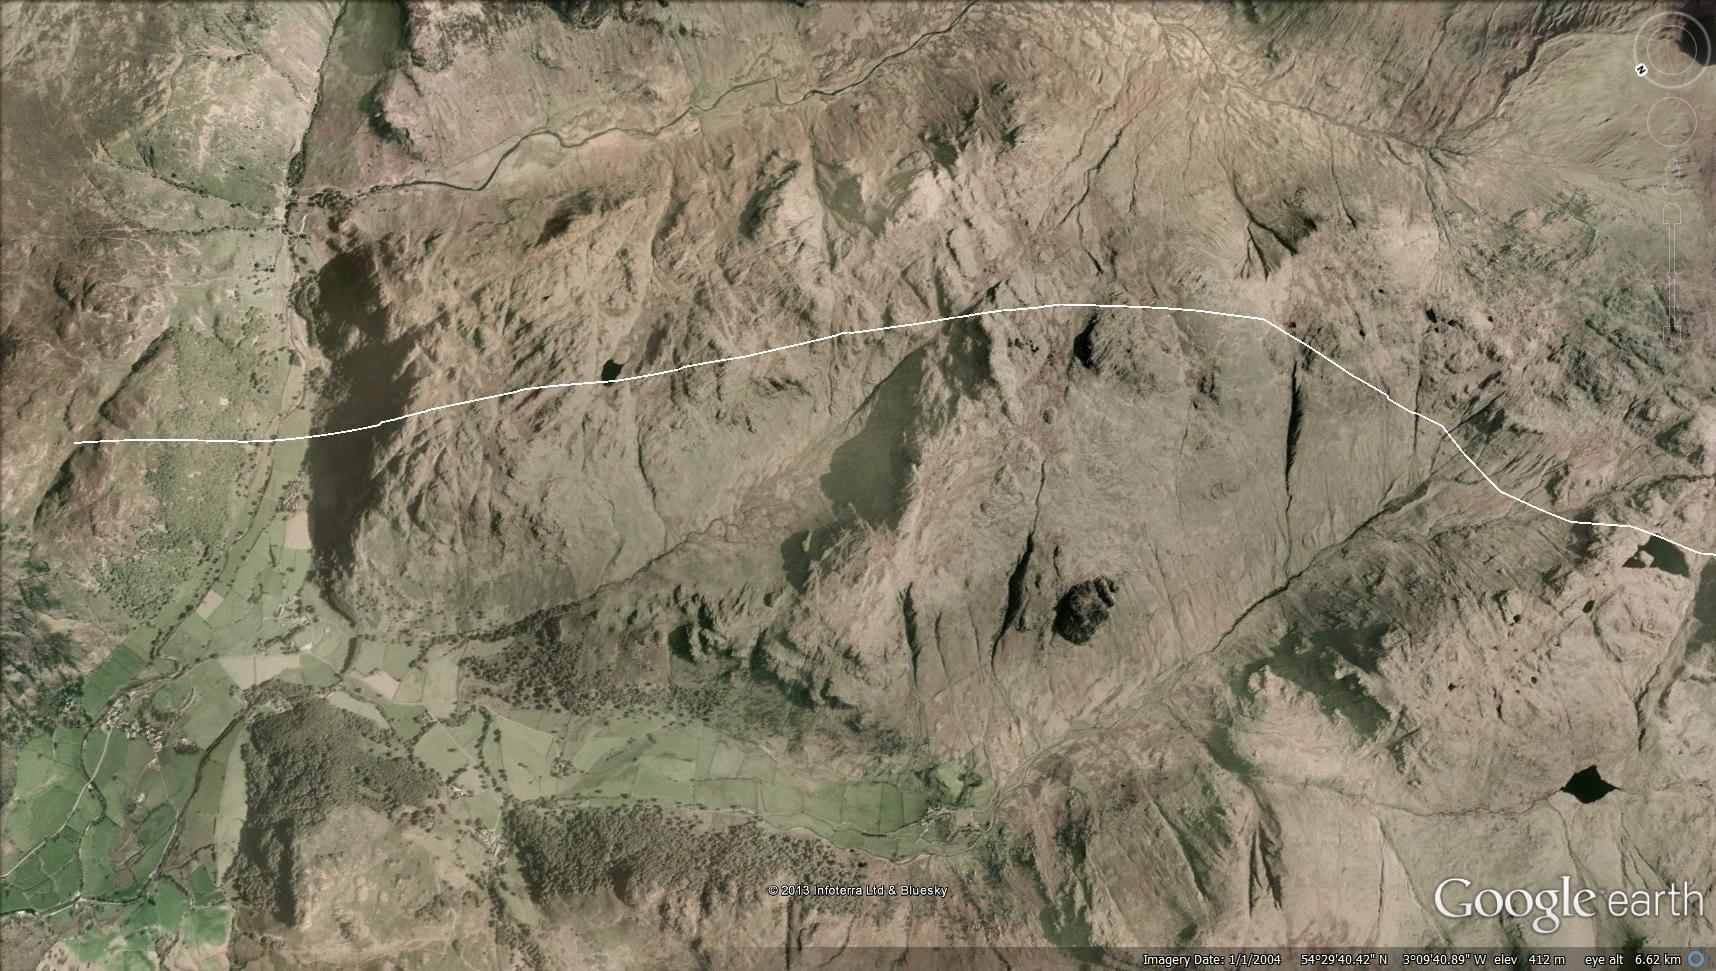 N
© 2013 Infoterra Ltd & Bluesky
Google earth
Imagery Date: 1/1/2004 54°29'40.42" N 3°09'40.89" W elev 412 m eye alt 6.62 km